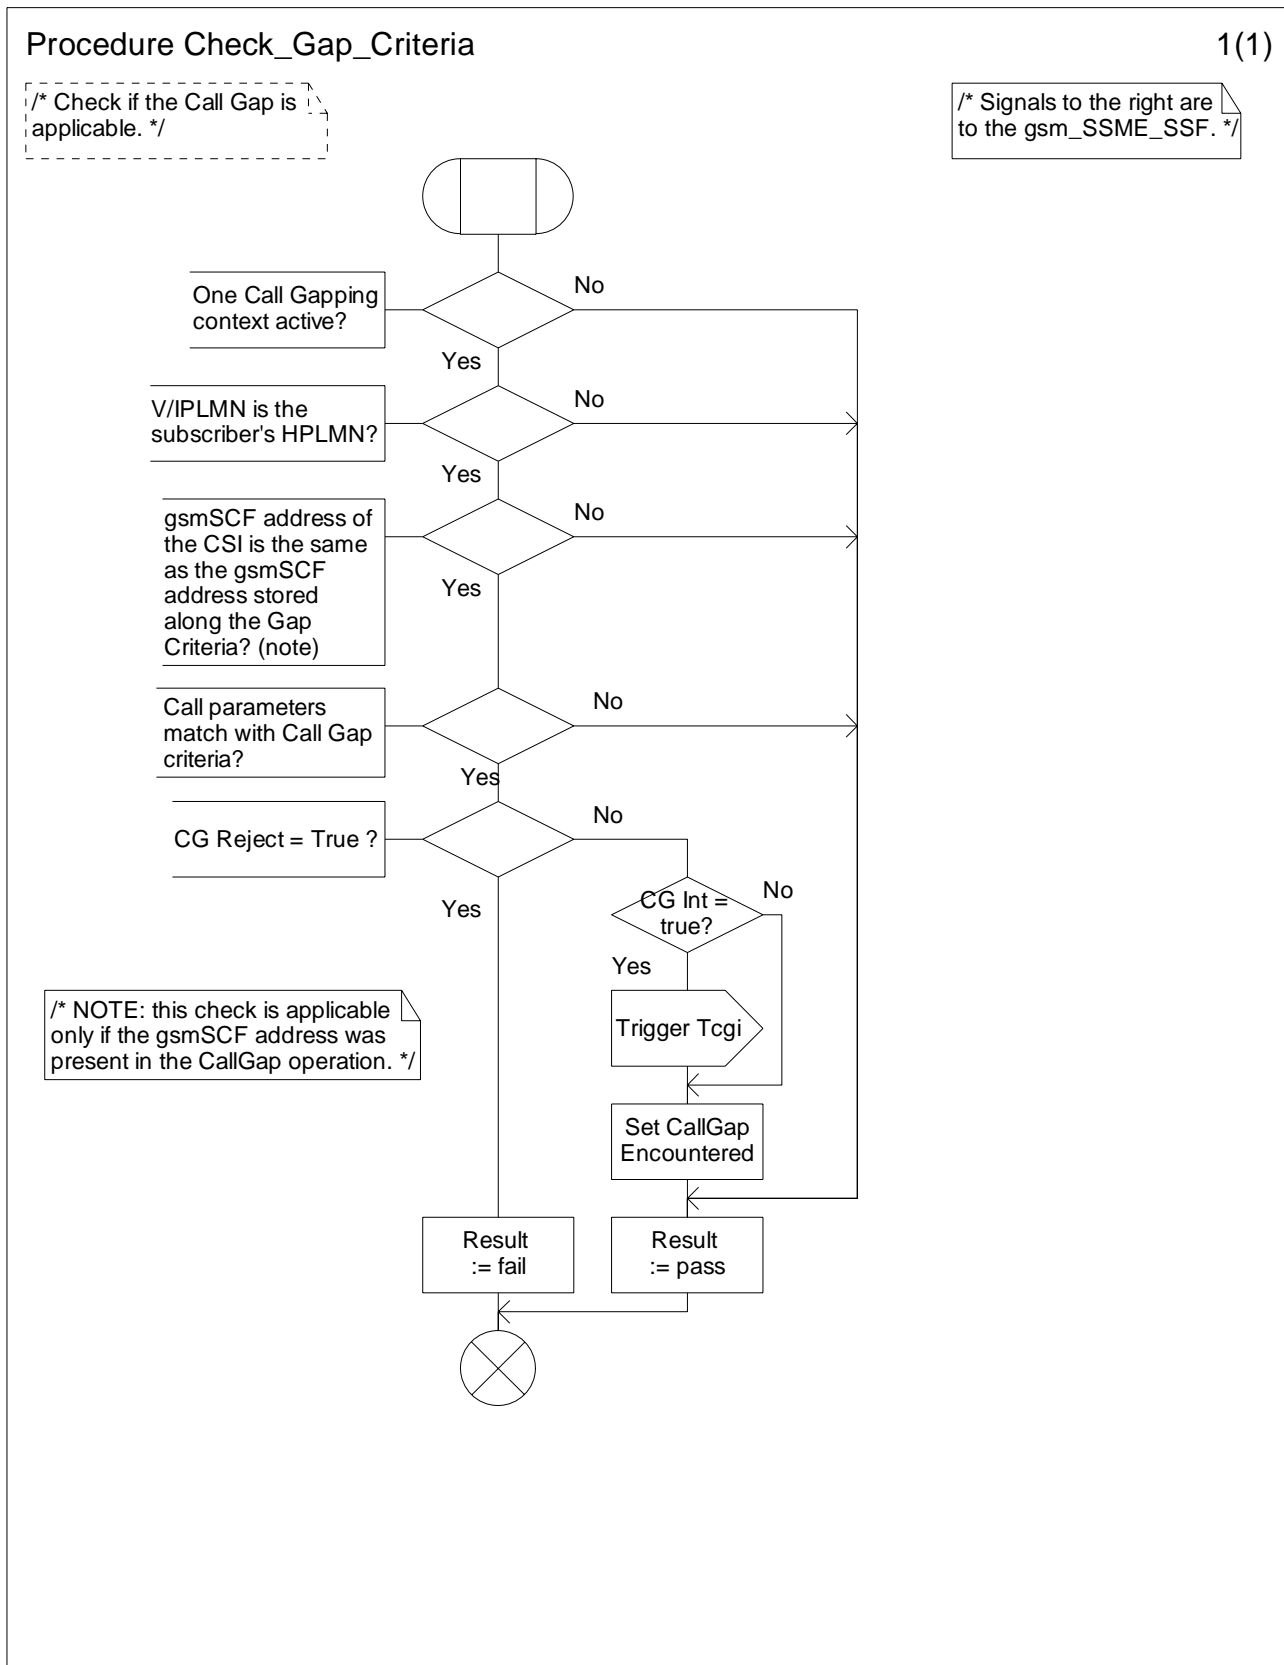 Procedure Check_Gap_Criteria
1(1)
/* Check if the Call Gap is
applicable. */
/* Signals to the right are
to the gsm_SSME_SSF. */
One Call Gapping
context active?
No
Yes
V/IPLMN is the
subscriber's HPLMN?
No
Yes
gsmSCF address of
the CSI is the same
as the gsmSCF
address stored
along the Gap
Criteria? (note)
No
Yes
Call parameters
match with Call Gap
criteria?
No
Yes
CG Reject = True ?
No
Yes
CG Int =
true?
No
Yes
Trigger Tcgi
/* NOTE: this check is applicable
only if the gsmSCF address was
present in the CallGap operation. */
Set CallGap
Encountered
Result
:= fail
Result
:= pass